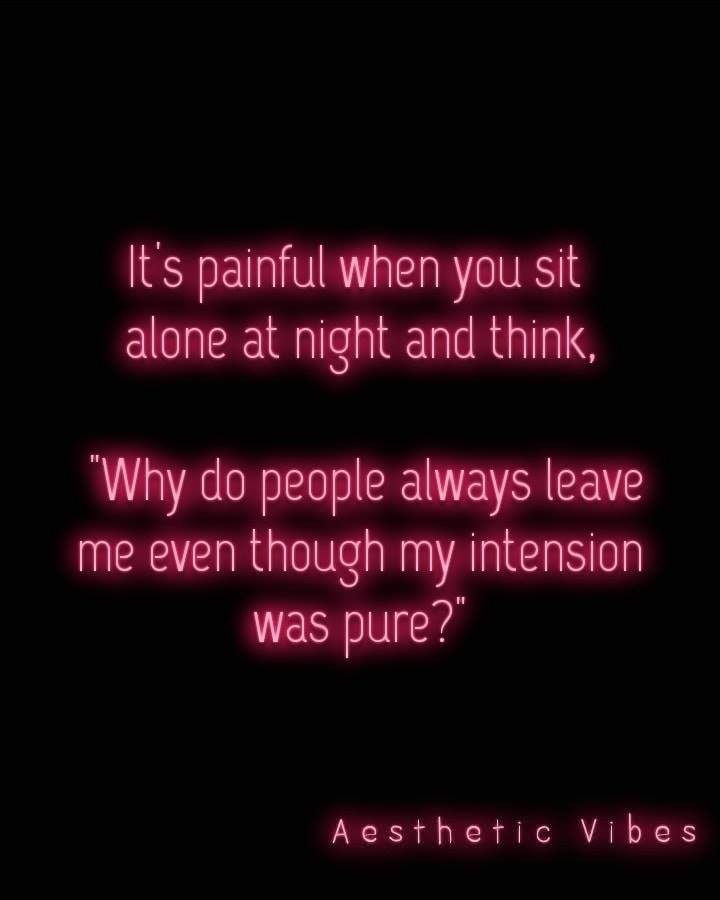 It's painful when you sit
alone at night and think,
"Why do people always leave
me even though my intension
was pure?"
Aesthetic Vibes